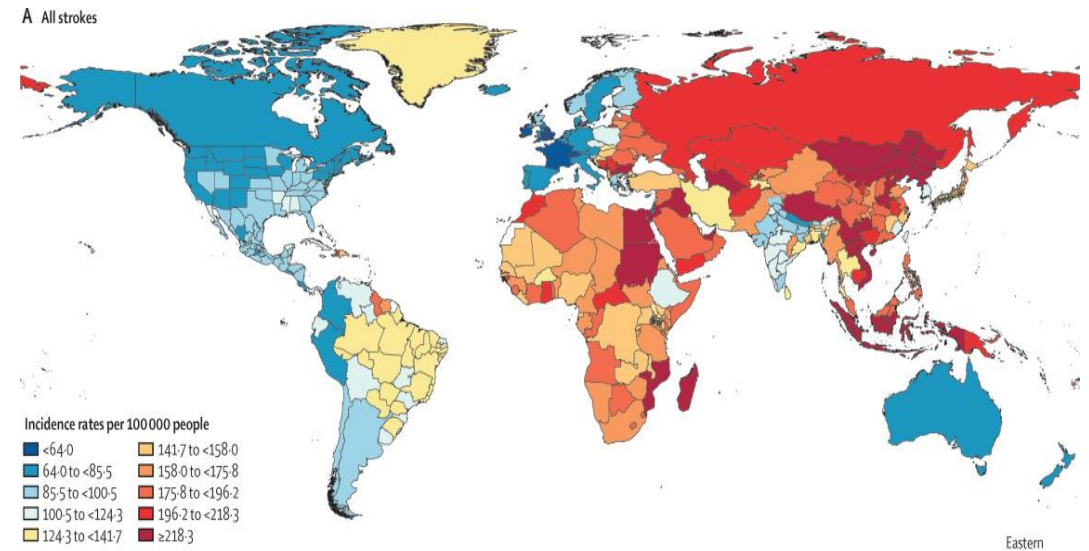 A All strokes
Incidence rates per 100 000 people
<64·0
64·0 to <85·5
85·5 to <100·5
100·5 to <124·3
124·3 to <141·7
141·7 to <158·0
158·0 to <175·8
175·8 to <196·2
196·2 to <218·3
≥218·3
Eastern